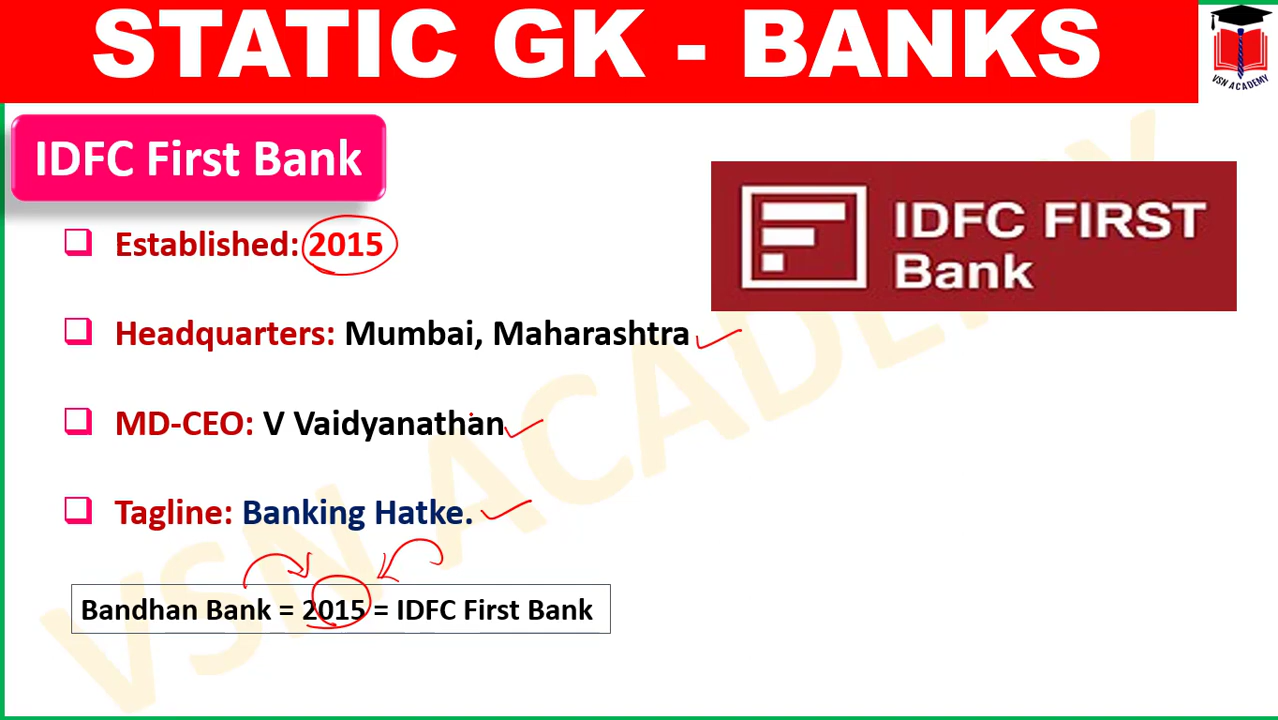 STATIC GK - BANKS
VSN ACADEMY
IDFC First Bank
IDFC FIRST
Bank
Established: 2015
Headquarters: Mumbai, Maharashtra
MD-CEO: V Vaidyanathan
Tagline: Banking Hatke.
Bandhan Bank = 2015 = IDFC First Bank
VSN ACADEMY